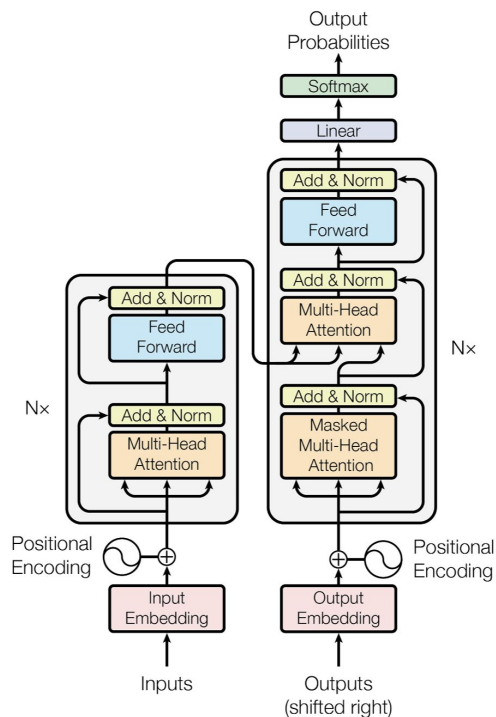 Output
Probabilities
Softmax
Linear
Add & Norm
Feed
Forward
Add & Norm
Multi-Head
Attention
N×
Add & Norm
Masked
Multi-Head
Attention
Add & Norm
Feed
Forward
N×
Add & Norm
Multi-Head
Attention
Positional
Encoding
Positional
Encoding
Input
Embedding
Output
Embedding
Inputs
Outputs
(shifted right)